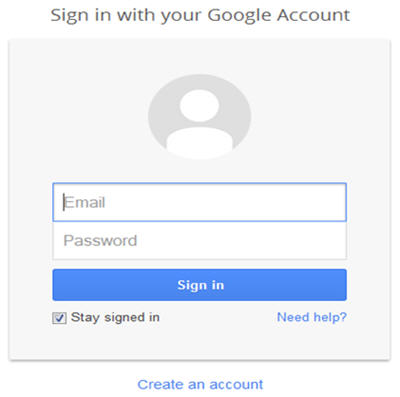 Sign in with your Google Account
Email
Password
Sign in
Stay signed in Need help?
Create an account